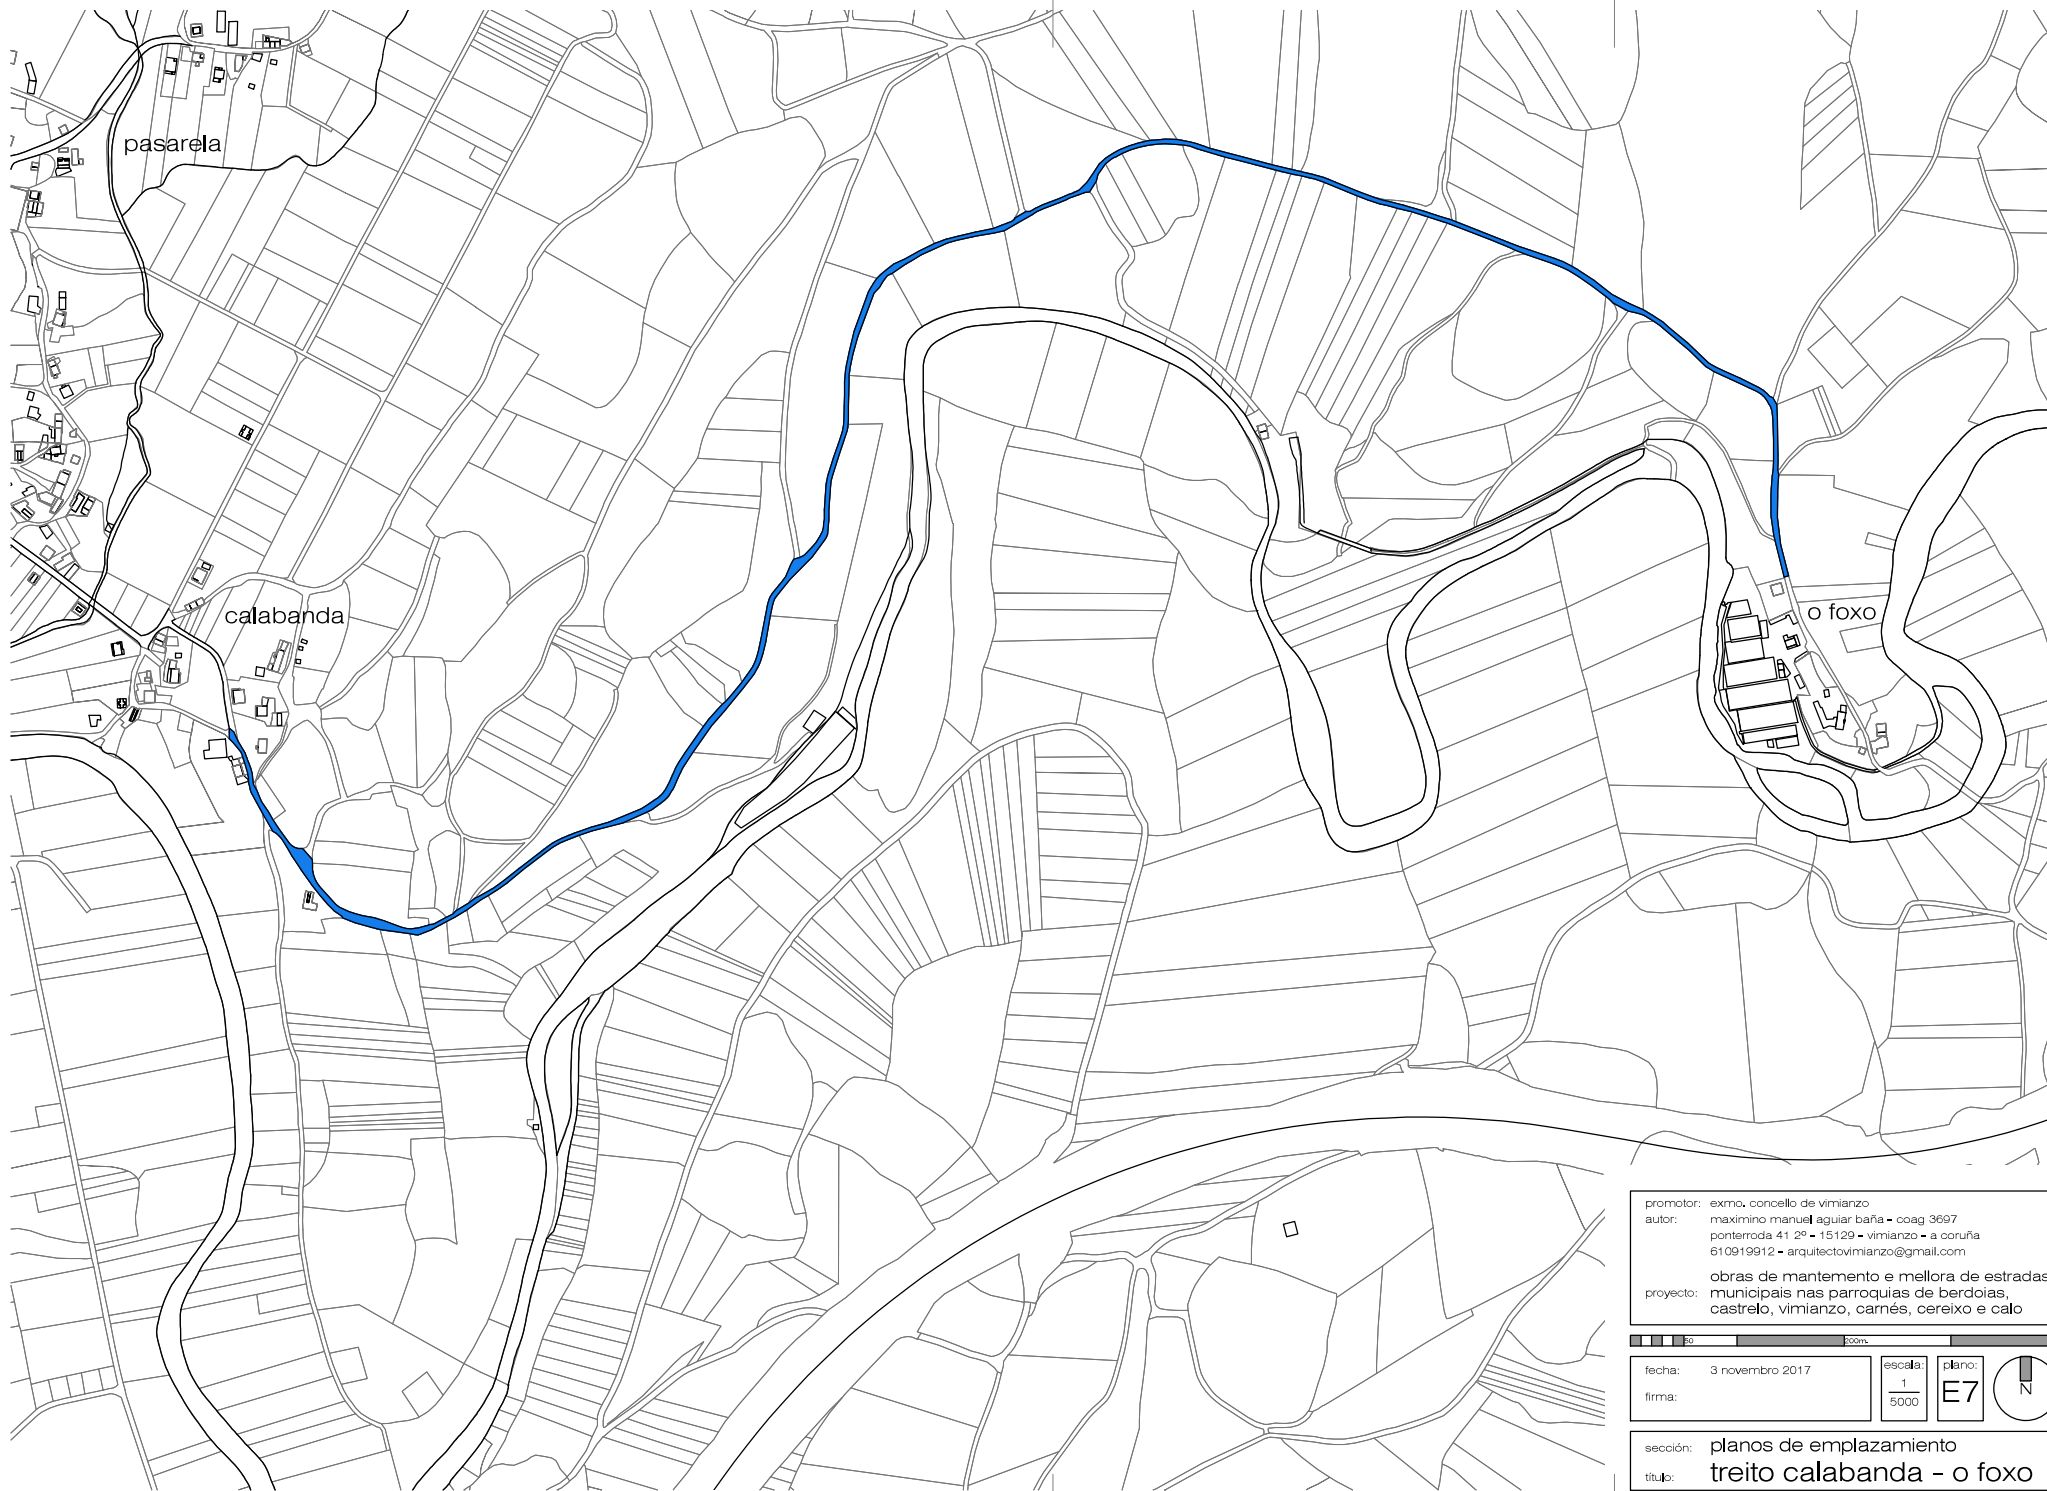 pasarela
calabanda
o foxo
promotor: exmo. concello de vimianzo
autor: maximino manuel aguiar baña - coag 3697
ponterroda 41 2º - 15129 - vimianzo - a coruña
610919912 - arquitectovimianzo@gmail.com
proyecto: obras de mantemento e mellora de estradas
municipais nas parroquias de berdoias,
castrelo, vimianzo, carnés, cereixo e calo
50 200m.
fecha: 3 novembro 2017
firma:
escala:
1
5000
plano:
E7
N
sección: planos de emplazamiento
título: treito calabanda - o foxo